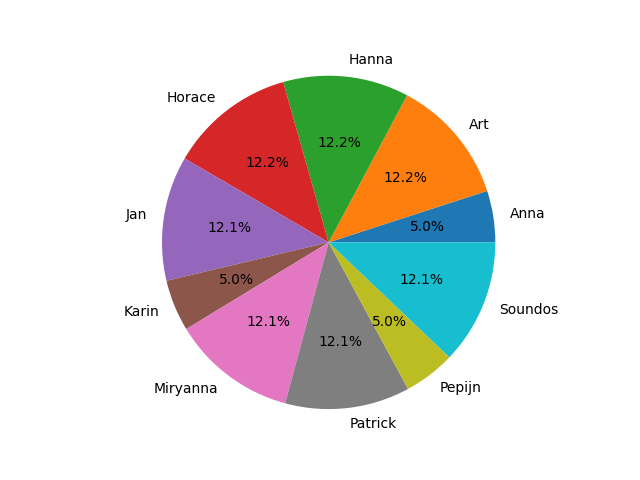 Hanna
Horace
Art
12.2%
12.2%
12.2%
Jan
Anna
12.1%
5.0%
5.0%
12.1%
Karin
Soundos
12.1%
5.0%
12.1%
Miryanna
Pepijn
Patrick